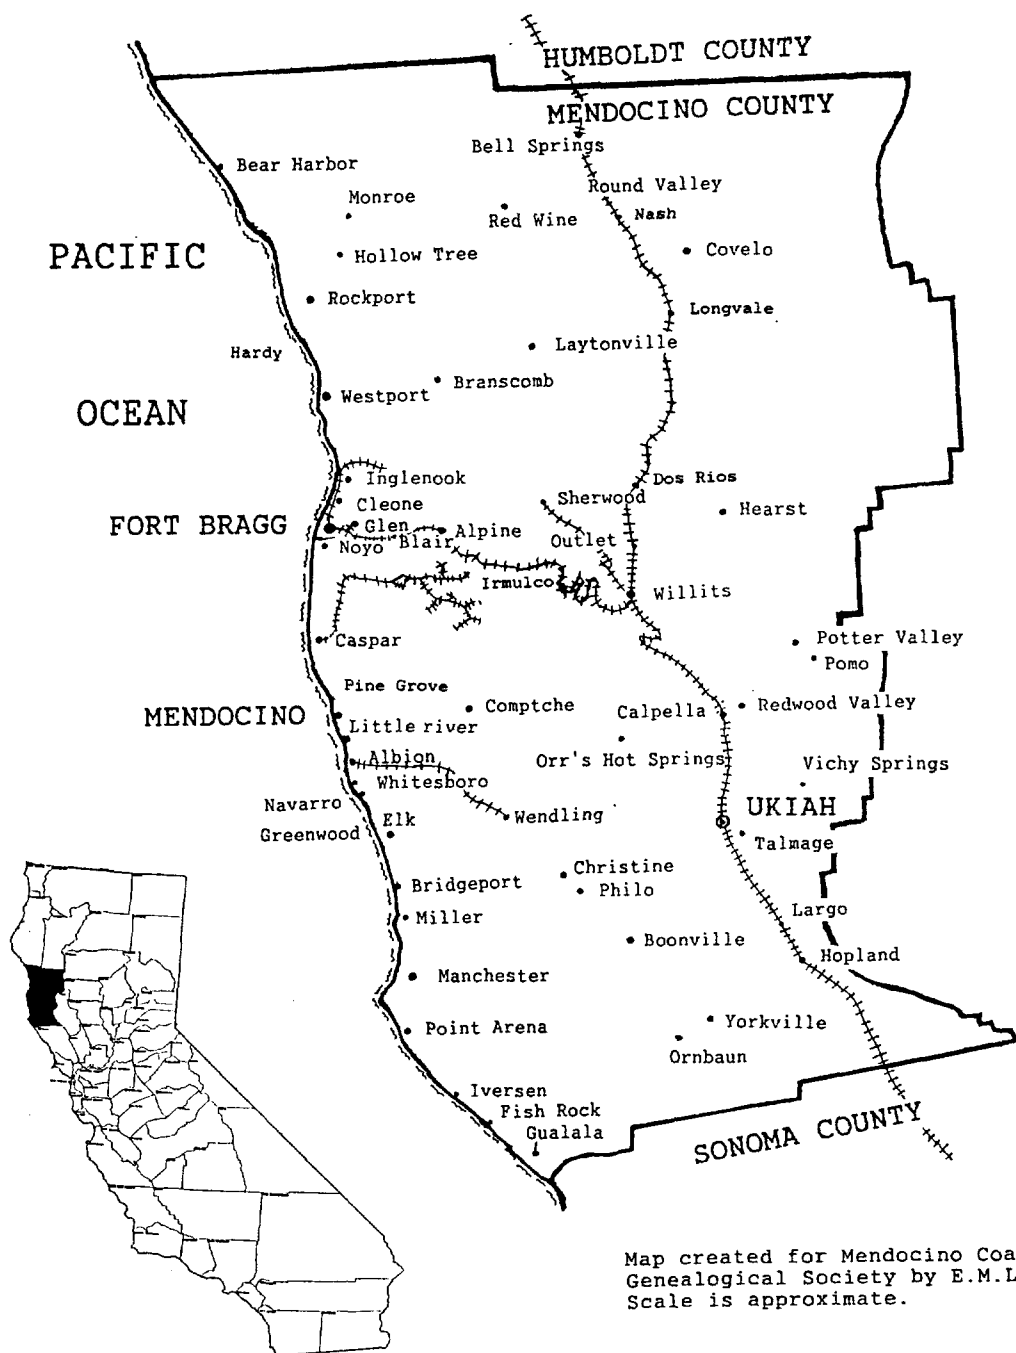 HUMBOLDT COUNTY
MENDOCINO COUNTY
Bell Springs
Bear Harbor
Round Valley
Monroe
Red Wine
Nash
PACIFIC
Hollow Tree
Covelo
Rockport
Longvale
Hardy
Laytonville
Branscomb
Westport
OCEAN
Inglenook
Dos Rios
Cleone
Sherwood
Hearst
FORT BRAGG
Glen
Blair
Alpine
Noyo
Outlet
Irmulco
Willits
Caspar
Potter Valley
Pomo
Pine Grove
MENDOCINO
Comptche
Calpella
Redwood Valley
Little river
Albion
Orr's Hot Springs
Vichy Springs
Whitesboro
Navarro
Elk
Wendling
UKIAH
Greenwood
Talmage
Christine
Bridgeport
Philo
Miller
Largo
Boonville
Hopland
Manchester
Point Arena
Yorkville
Ornbaun
Iversen
Fish Rock
Gualala
SONOMA COUNTY
Map created for Mendocino Coa
Genealogical Society by E.M.L
Scale is approximate.